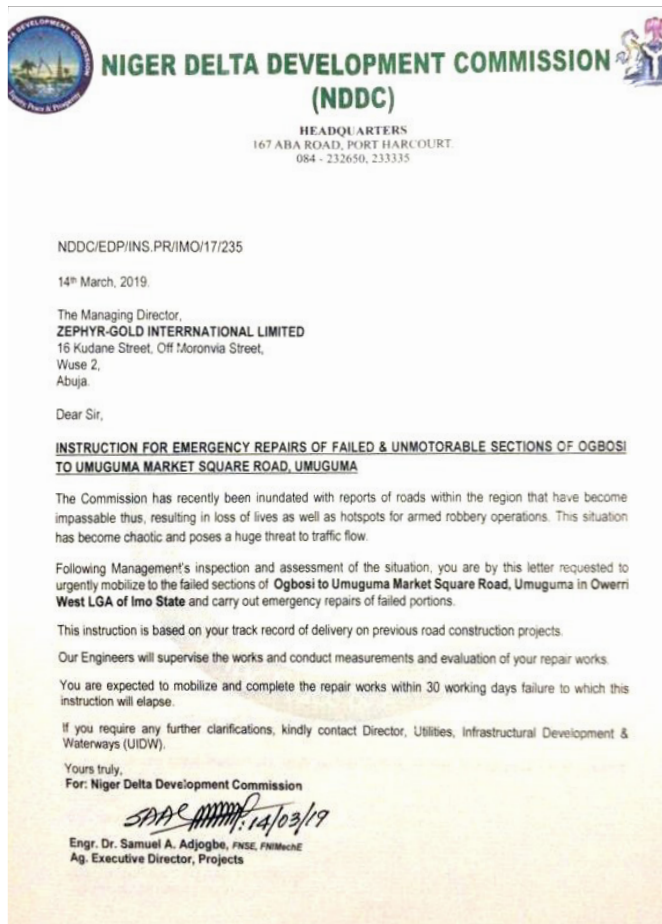 DELTA DEVELOPMENT COMMISSION
Equity, Peace & Prosperity
NIGER DELTA DEVELOPMENT COMMISSION
(NDDC)
HEADQUARTERS
167 ABA ROAD, PORT HARCOURT.
084 - 232650, 233335
NDDC/EDP/INS.PR/IMO/17/235
14th March, 2019.
The Managing Director,
ZEPHYR-GOLD INTERRNATIONAL LIMITED
16 Kudane Street, Off Moronvia Street,
Wuse 2,
Abuja.
Dear Sir,
INSTRUCTION FOR EMERGENCY REPAIRS OF FAILED & UNMOTORABLE SECTIONS OF OGBOSI
TO UMUGUMA MARKET SQUARE ROAD, UMUGUMA
The Commission has recently been inundated with reports of roads within the region that have become
impassable thus, resulting in loss of lives as well as hotspots for armed robbery operations. This situation
has become chaotic and poses a huge threat to traffic flow.
Following Management's inspection and assessment of the situation, you are by this letter requested to
urgently mobilize to the failed sections of Ogbosi to Umuguma Market Square Road, Umuguma in Owerri
West LGA of Imo State and carry out emergency repairs of failed portions.
This instruction is based on your track record of delivery on previous road construction projects.
Our Engineers will supervise the works and conduct measurements and evaluation of your repair works.
You are expected to mobilize and complete the repair works within 30 working days failure to which this
instruction will elapse.
If you require any further clarifications, kindly contact Director, Utilities, Infrastructural Development &
Waterways (UIDW).
Yours truly,
For: Niger Delta Development Commission
14/03/19
Engr. Dr. Samuel A. Adjogbe, FNSE, FNIMechE
Ag. Executive Director, Projects